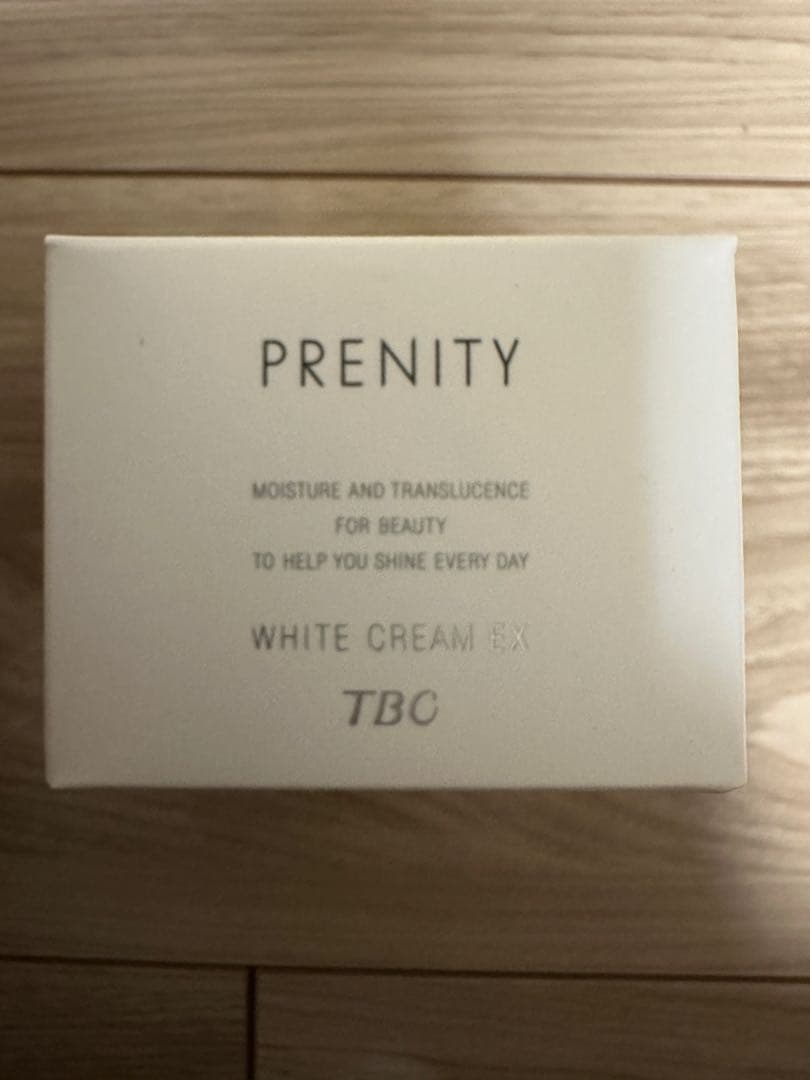 PRENITY
MOISTURE AND TRANSLUCENCE
FOR BEAUTY
TO HELP YOU SHINE EVERY DAY
WHITE CREAM EX
TBC